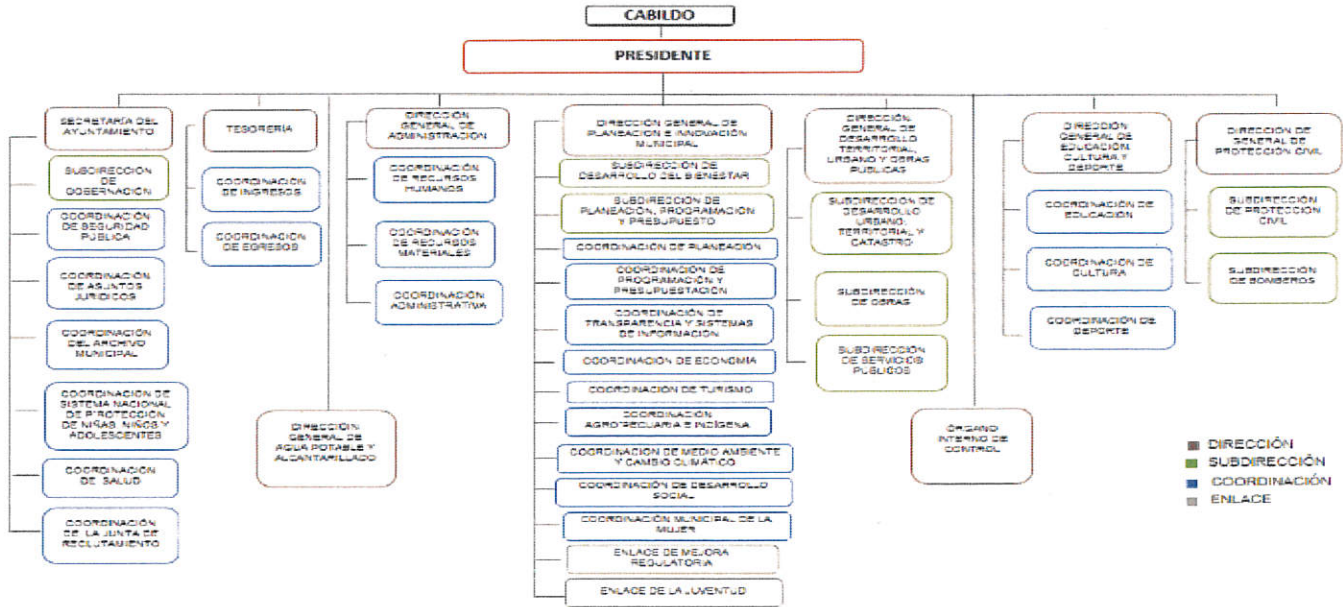 CABILDO
PRESIDENTE
SECRETARÍA DEL
AYUNTAMIENTO
SUBDIRECCIÓN
DE
GOBERNACIÓN
COORDINACIÓN
DE SEGURIDAD
PÚBLICA
COORDINACIÓN
DE ASUNTOS
JURIDICOS
COORDINACIÓN
DEL ARCHIVO
MUNICIPAL
COORDINACIÓN DE
SISTEMA NACIONAL
DE PROTECCIÓN
DE NIÑAS, NIÑOS Y
ADOLESCENTES
COORDINACIÓN
DE SALUD
COORDINACIÓN
DE LA JUNTA DE
RECLUTAMIENTO
TESORERÍA
COORDINACIÓN
DE INGRESOS
COORDINACIÓN
DE EGRESOS
DIRECCIÓN
GENERAL DE
AGUA POTABLE Y
ALCANTARILLADO
DIRECCIÓN
GENERAL DE
ADMINISTRACIÓN
COORDINACIÓN
DE RECURSOS
HUMANOS
COORDINACIÓN
DE RECURSOS
MATERIALES
COORDINACIÓN
ADMINISTRATIVA
DIRECCIÓN GENERAL DE
PLANEACIÓN E INNOVACIÓN
MUNICIPAL
SUBDIRECCIÓN DE
DESARROLLO DEL BIENESTAR
SUBDIRECCIÓN DE
PLANEACIÓN, PROGRAMACIÓN
Y PRESUPUESTO
COORDINACIÓN DE PLANEACIÓN
COORDINACIÓN DE
PROGRAMACIÓN Y
PRESUPUESTACIÓN
COORDINACIÓN DE
TRANSPARENCIA Y SISTEMAS
DE INFORMACIÓN
COORDINACIÓN DE ECONOMÍA
COORDINACIÓN DE TURISMO
COORDINACIÓN
AGROPECUARIA E INDÍGENA
COORDINACIÓN DE MEDIO AMBIENTE
Y CAMBIO CLIMÁTICO
COORDINACIÓN DE DESARROLLO
SOCIAL
COORDINACIÓN MUNICIPAL DE LA
MUJER
ENLACE DE MEJORA
REGULATORIA
ENLACE DE LA JUVENTUD
DIRECCIÓN
GENERAL DE
DESARROLLO
TERRITORIAL,
URBANO Y OBRAS
PÚBLICAS
SUBDIRECCIÓN DE
DESARROLLO
URBANO,
TERRITORIAL Y
CATASTRO
SUBDIRECCIÓN
DE OBRAS
SUBDIRECCIÓN
DE SERVICIOS
PÚBLICOS
ÓRGANO
INTERNO DE
CONTROL
DIRECCIÓN
GENERAL DE
EDUCACIÓN,
CULTURA Y
DEPORTE
COORDINACIÓN DE
EDUCACIÓN
COORDINACIÓN DE
CULTURA
COORDINACIÓN DE
DEPORTE
DIRECCIÓN DE
GENERAL DE
PROTECCIÓN CIVIL
SUBDIRECCIÓN
DE PROTECCIÓN
CIVIL
SUBDIRECCIÓN
DE BOMBEROS
DIRECCIÓN
SUBDIRECCIÓN
COORDINACIÓN
ENLACE